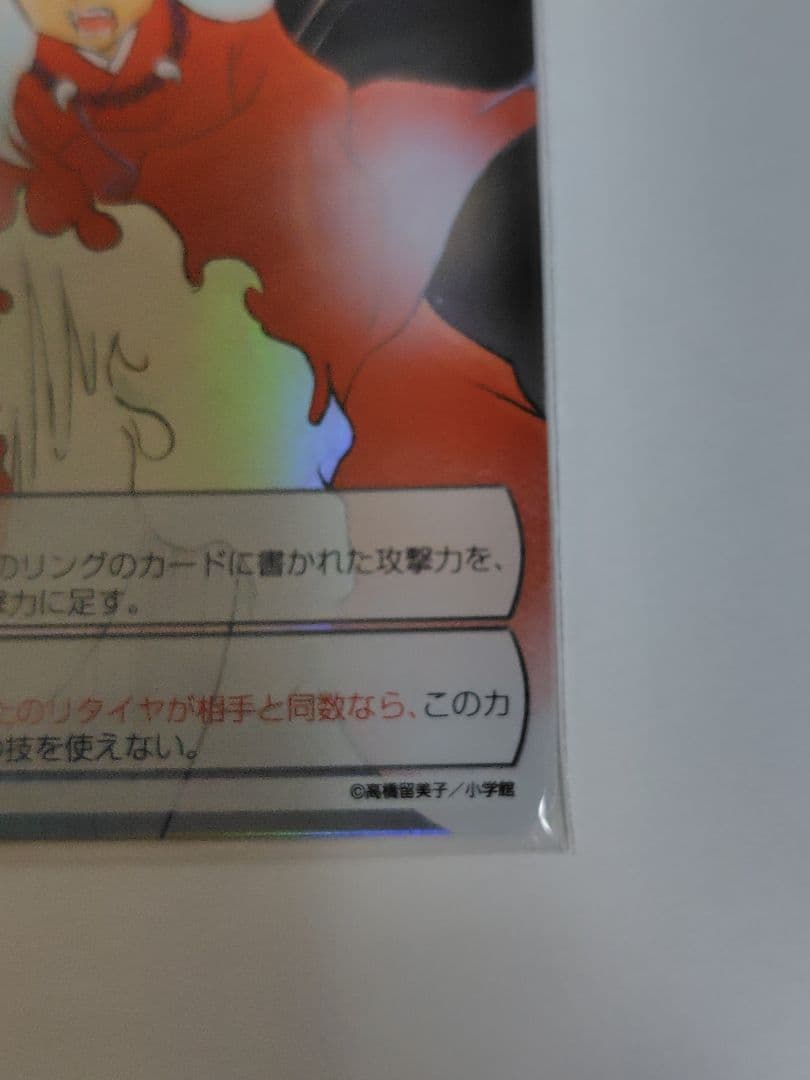 のリングのカードに書かれた攻撃力を、
撃力に足す。
たのリタイヤが相手と同数なら、このカ
の技を使えない。
©高橋留美子／小学館